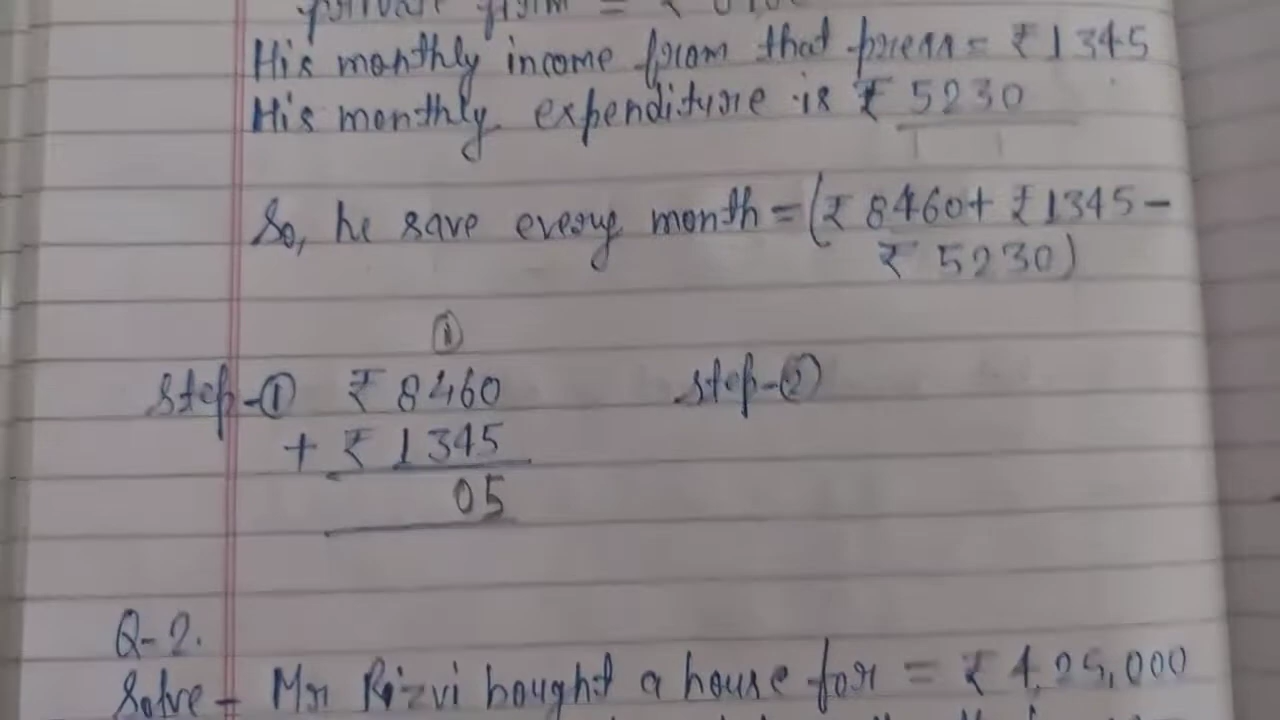 His monthly income from that press = ₹ 1345
His monthly expenditure is ₹ 5230
So, he save every month = (₹ 8460 + ₹ 1345 -
₹ 5230)
①
Step-① ₹ 8460 Step-②
+ ₹ 1345
05
Q-2.
Solve - Mr Rizvi bought a house for = ₹ 4,25,000